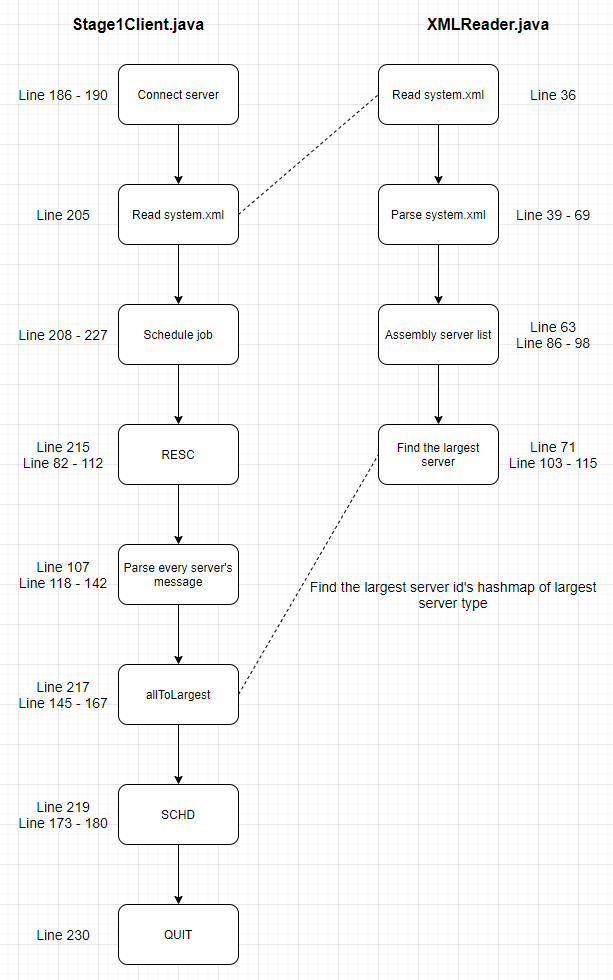 Stage1Client.java
XMLReader.java
Line 186 - 190
Connect server
Read system.xml
Line 36
Line 205
Read system.xml
Parse system.xml
Line 39 - 69
Line 208 - 227
Schedule job
Assembly server list
Line 63
Line 86 - 98
Line 215
Line 82 - 112
RESC
Find the largest
server
Line 71
Line 103 - 115
Line 107
Line 118 - 142
Parse every server's
message
Find the largest server id's hashmap of largest
server type
Line 217
Line 145 - 167
allToLargest
Line 219
Line 173 - 180
SCHD
Line 230
QUIT